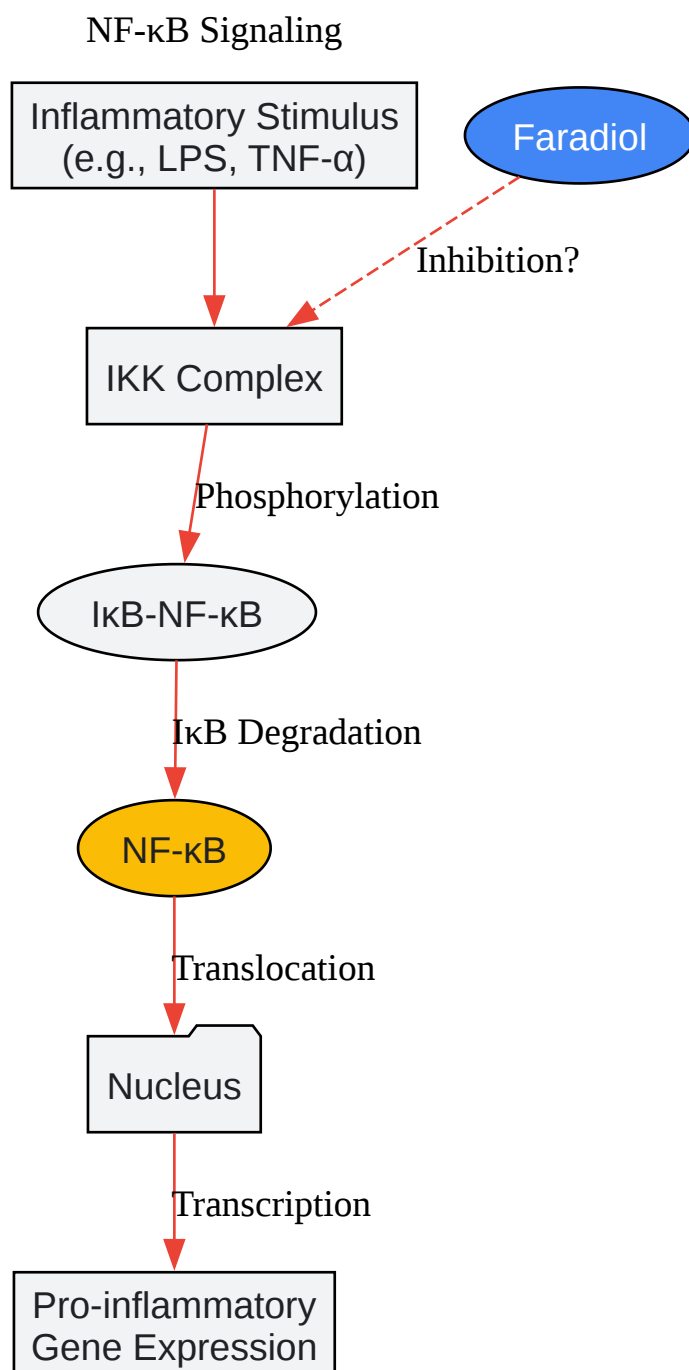 NF-κB Signaling
Inflammatory Stimulus
(e.g., LPS, TNF-α)
Faradiol
Inhibition?
IKK Complex
Phosphorylation
IκB-NF-κB
IκB Degradation
NF-κB
Translocation
Nucleus
Transcription
Pro-inflammatory
Gene Expression